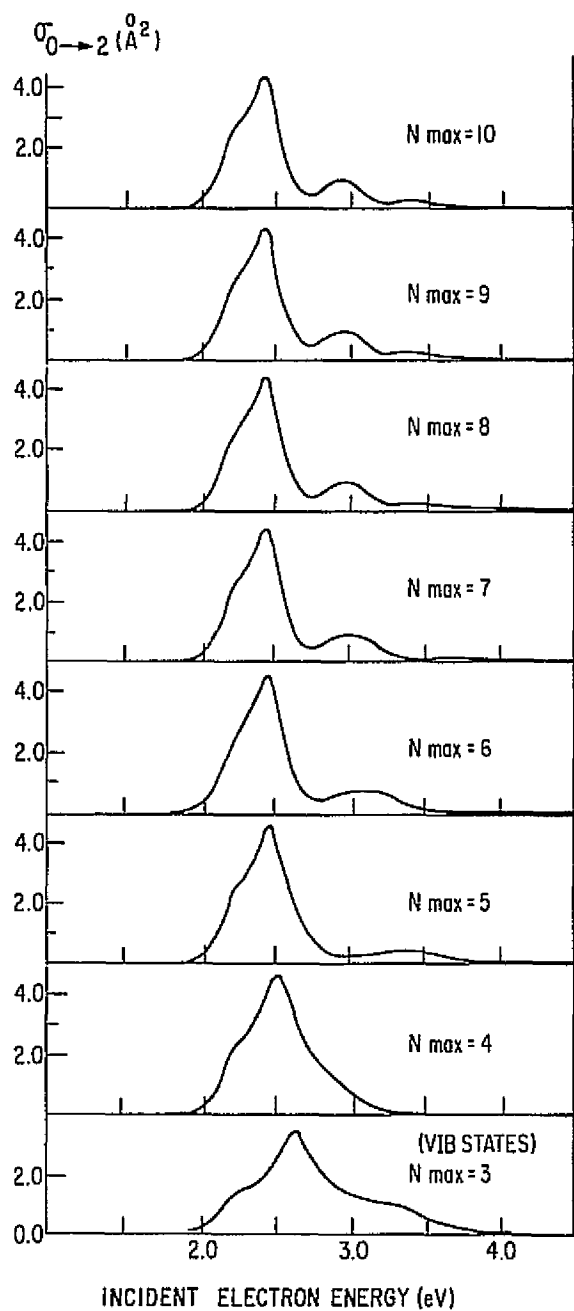 σ0→2 (Å2)
4.0
2.0
N max = 10
4.0
2.0
N max = 9
4.0
2.0
N max = 8
4.0
2.0
N max = 7
4.0
2.0
N max = 6
4.0
2.0
N max = 5
4.0
2.0
N max = 4
(VIB STATES)
N max = 3
2.0
0.0
2.0 3.0 4.0
INCIDENT ELECTRON ENERGY (eV)